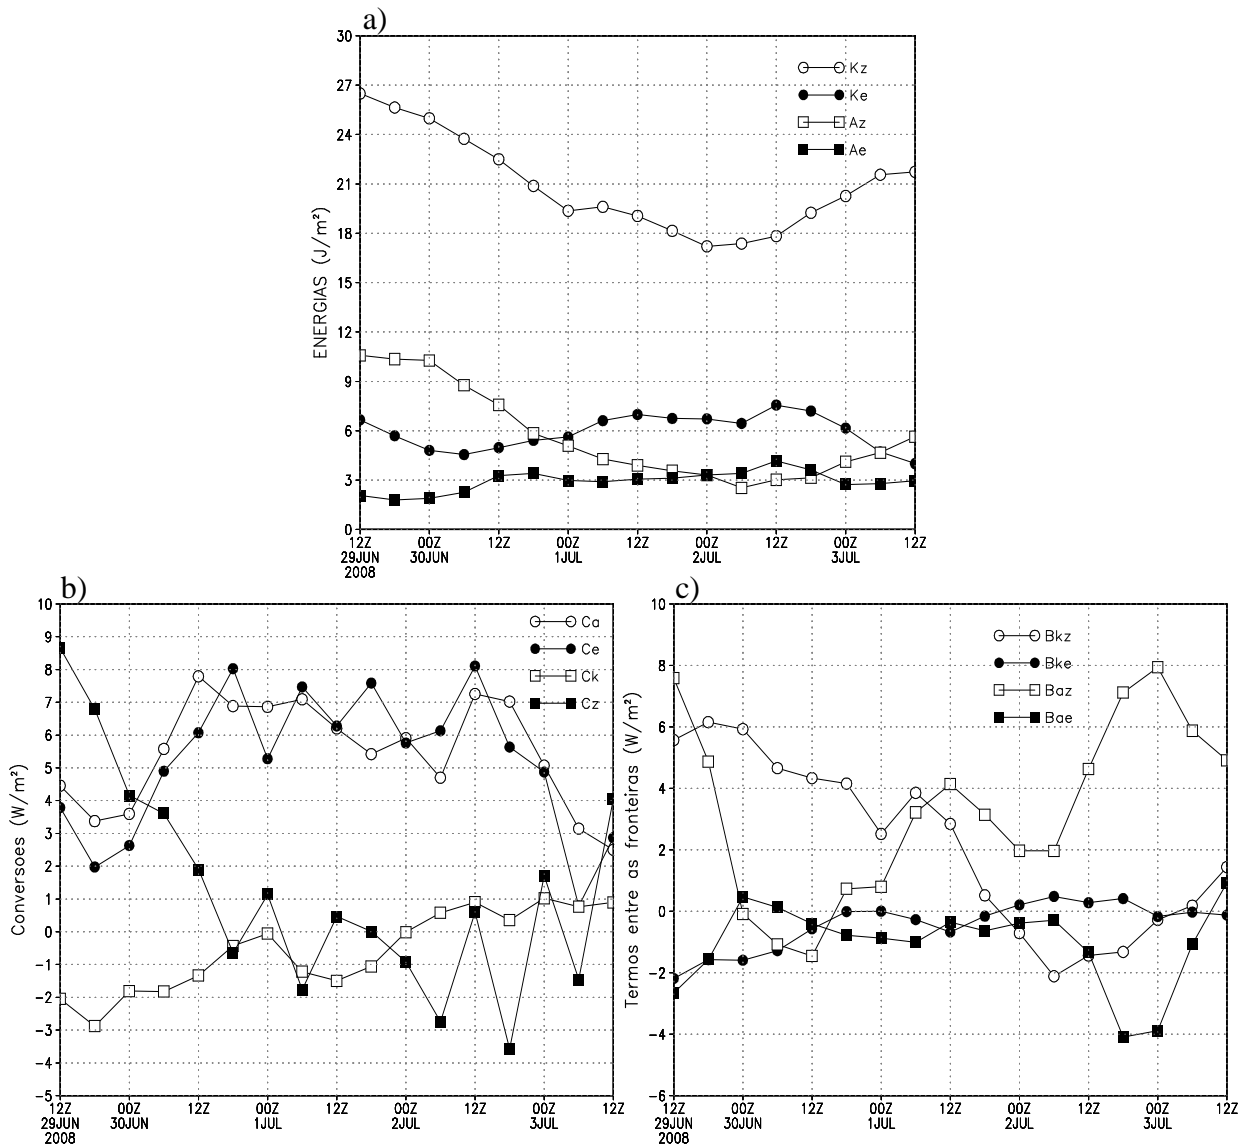 a)
30
27
24
21
18
15
12
9
6
3
0
ENERGIAS (J/m²)
Kz
Ke
Az
Ae
12Z 00Z 12Z 00Z 12Z 00Z 12Z 00Z 12Z
29JUN 30JUN 1JUL 2JUL 3JUL
2008
b)
10
9
8
7
6
5
4
3
2
1
0
-1
-2
-3
-4
-5
Conversoes (W/m²)
Ca
Ce
Ck
Cz
12Z 00Z 12Z 00Z 12Z 00Z 12Z 00Z 12Z
29JUN 30JUN 1JUL 2JUL 3JUL
2008
c)
10
8
6
4
2
0
-2
-4
-6
Termos entre as fronteiras (W/m²)
Bkz
Bke
Baz
Bae
12Z 00Z 12Z 00Z 12Z 00Z 12Z 00Z 12Z
29JUN 30JUN 1JUL 2JUL 3JUL
2008